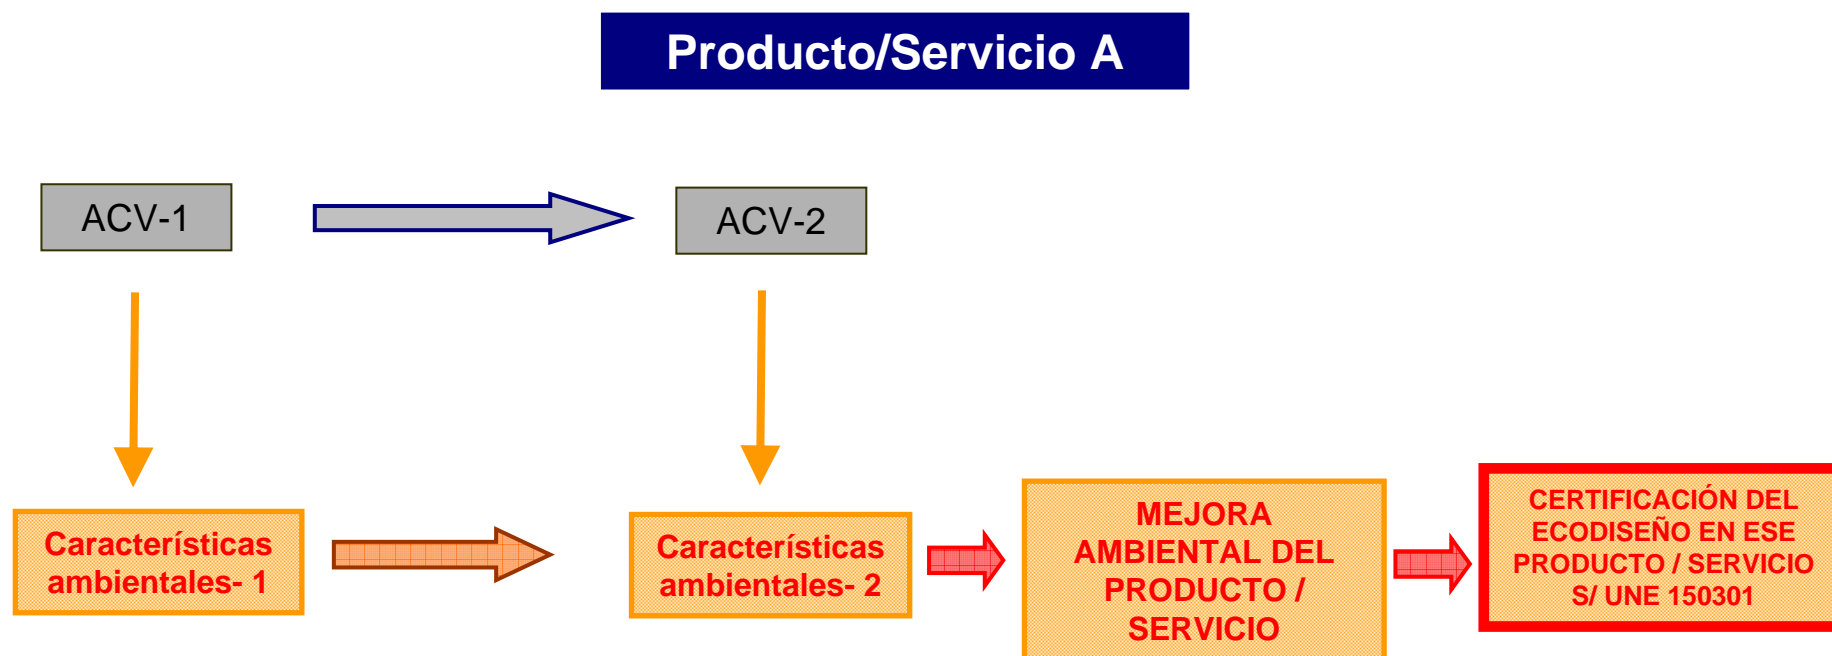 Producto/Servicio A
ACV-1
ACV-2
Características
ambientales- 1
Características
ambientales- 2
MEJORA
AMBIENTAL DEL
PRODUCTO /
SERVICIO
CERTIFICACIÓN DEL
ECODISEÑO EN ESE
PRODUCTO / SERVICIO
S/ UNE 150301